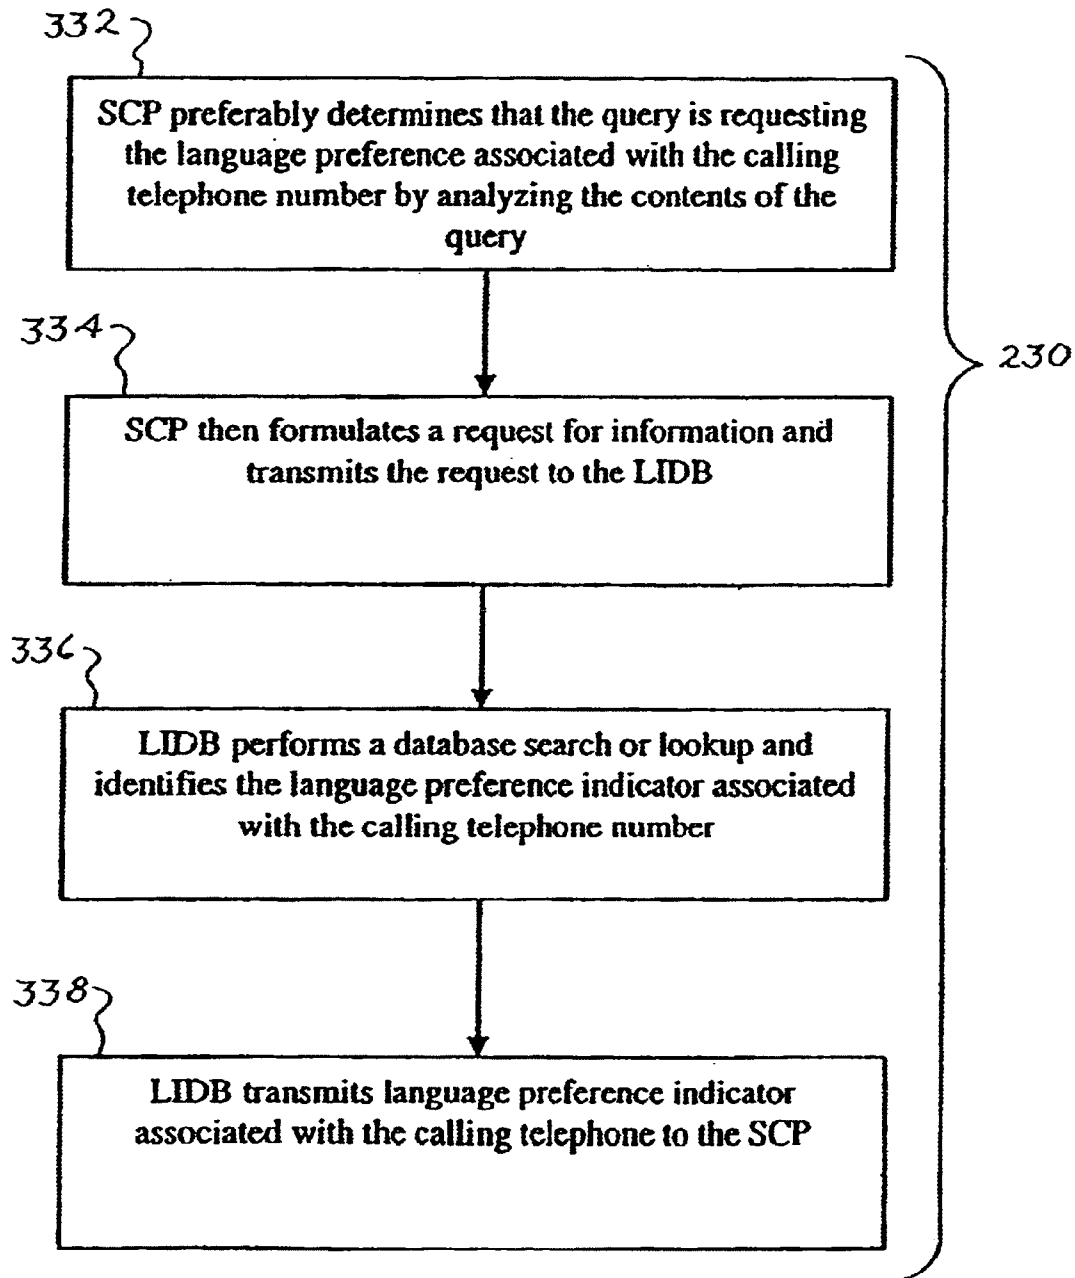 332
SCP preferably determines that the query is requesting
the language preference associated with the calling
telephone number by analyzing the contents of the
query
334
230
SCP then formulates a request for information and
transmits the request to the LIDB
336
LIDB performs a database search or lookup and
identifies the language preference indicator associated
with the calling telephone number
338
LIDB transmits language preference indicator
associated with the calling telephone to the SCP